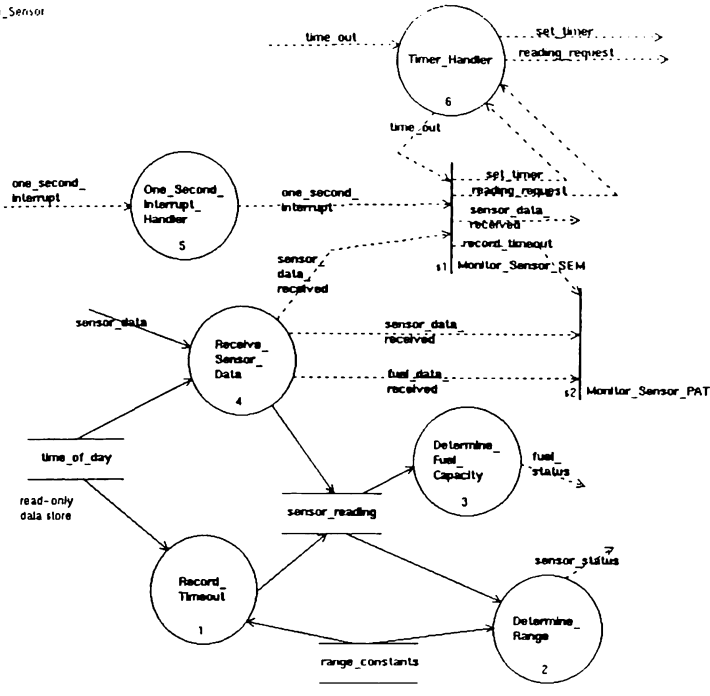 _Sensor
time_out
set_timer
reading_request
Timer_Handler
6
time_out
one_second_
interrupt
One_Second_
Interrupt_
Handler
5
one_second_
interrupt
set_timer
reading_request
sensor_data_
received
record_timeout
s1 Monitor_Sensor_SEM
sensor_
data_
received
sensor_data
Receive_
Sensor_
Data
4
sensor_data_
received
fuel_data_
received
s2 Monitor_Sensor_PAT
time_of_day
read-only
data store
sensor_reading
Determine_
Fuel_
Capacity
3
fuel_
status
Record_
Timeout
1
sensor_status
Determine_
Range
2
range_constants